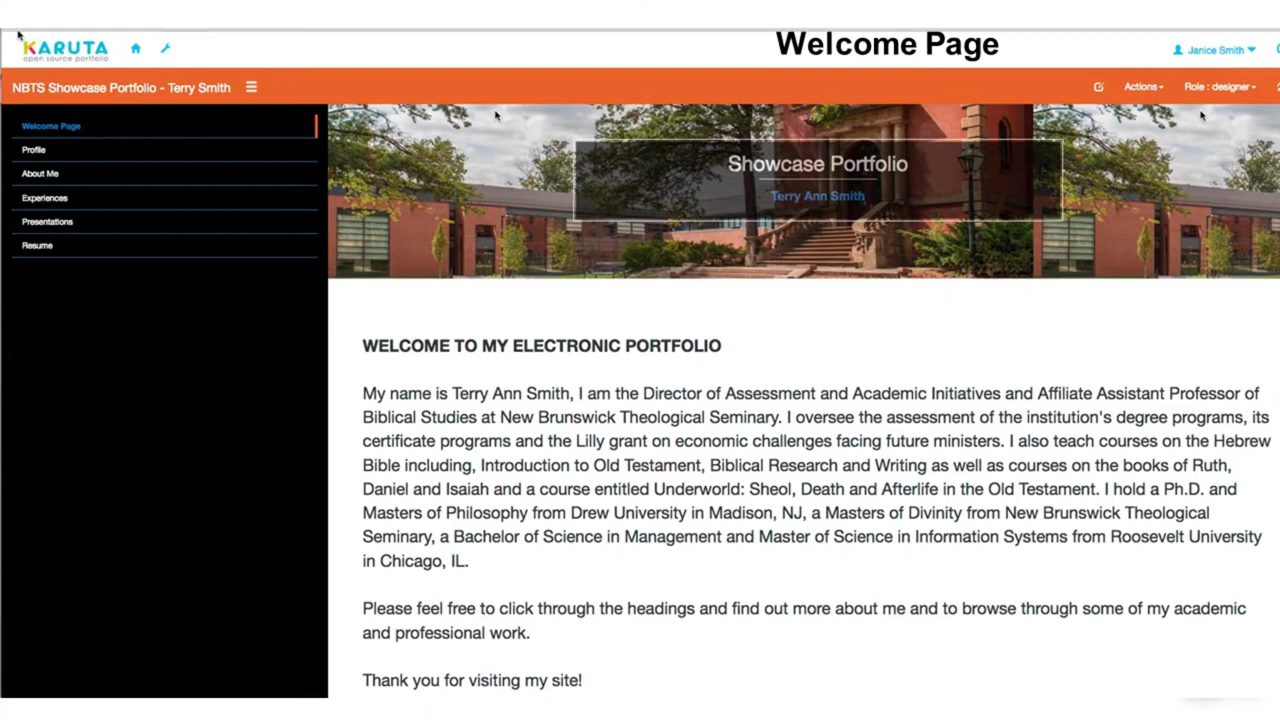 Welcome Page
KARUTA
open source portfolio
Janice Smith
NBTS Showcase Portfolio - Terry Smith
Actions
Role : designer
Welcome Page
Profile
About Me
Experiences
Presentations
Resume
Showcase Portfolio
Terry Ann Smith
WELCOME TO MY ELECTRONIC PORTFOLIO
My name is Terry Ann Smith, I am the Director of Assessment and Academic Initiatives and Affiliate Assistant Professor of
Biblical Studies at New Brunswick Theological Seminary. I oversee the assessment of the institution's degree programs, its
certificate programs and the Lilly grant on economic challenges facing future ministers. I also teach courses on the Hebrew
Bible including, Introduction to Old Testament, Biblical Research and Writing as well as courses on the books of Ruth,
Daniel and Isaiah and a course entitled Underworld: Sheol, Death and Afterlife in the Old Testament. I hold a Ph.D. and
Masters of Philosophy from Drew University in Madison, NJ, a Masters of Divinity from New Brunswick Theological
Seminary, a Bachelor of Science in Management and Master of Science in Information Systems from Roosevelt University
in Chicago, IL.
Please feel free to click through the headings and find out more about me and to browse through some of my academic
and professional work.
Thank you for visiting my site!